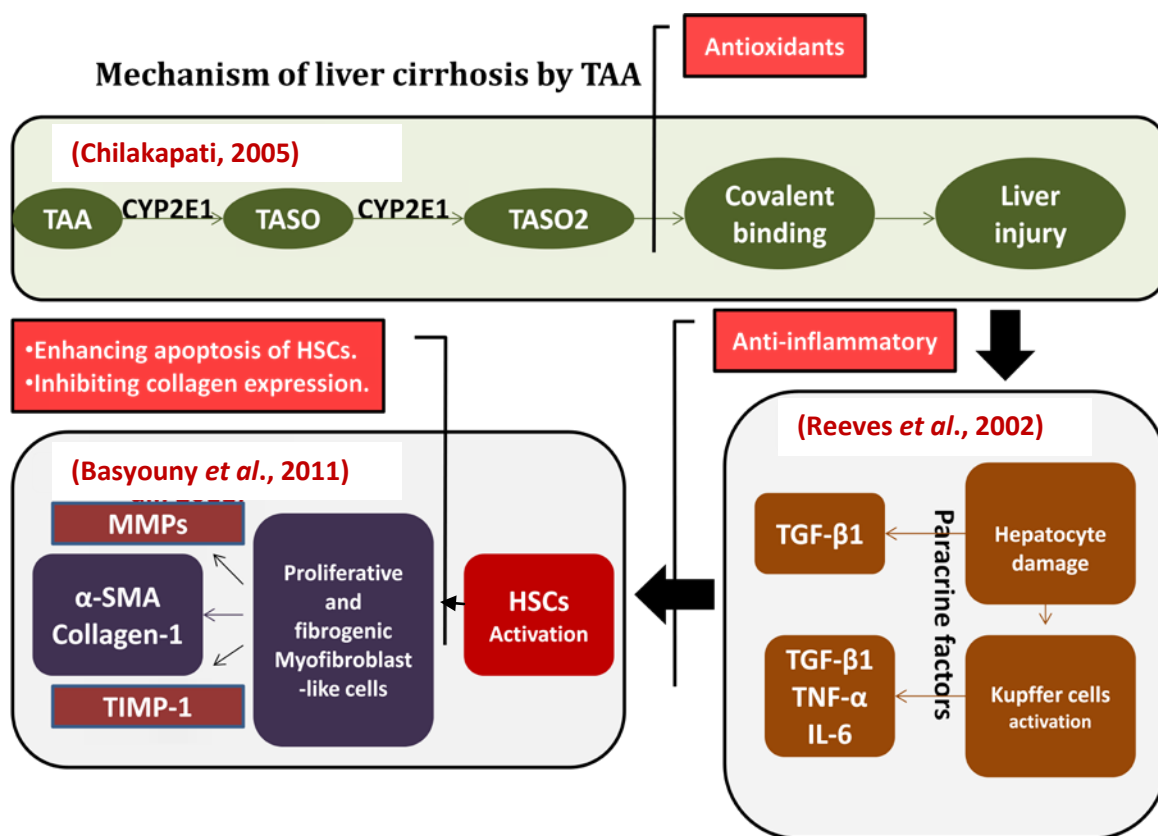 Antioxidants
Mechanism of liver cirrhosis by TAA
(Chilakapati, 2005)
TAA
CYP2E1
TASO
CYP2E1
TASO2
Covalent
binding
Liver
injury
•Enhancing apoptosis of HSCs.
•Inhibiting collagen expression.
Anti-inflammatory
(Reeves et al., 2002)
Hepatocyte
damage
TGF-β1
Paracrine factors
Kupffer cells
activation
TGF-β1
TNF-α
IL-6
(Basyouny et al., 2011)
HSCs
Activation
Proliferative
and
fibrogenic
Myofibroblast
-like cells
MMPs
α-SMA
Collagen-1
TIMP-1